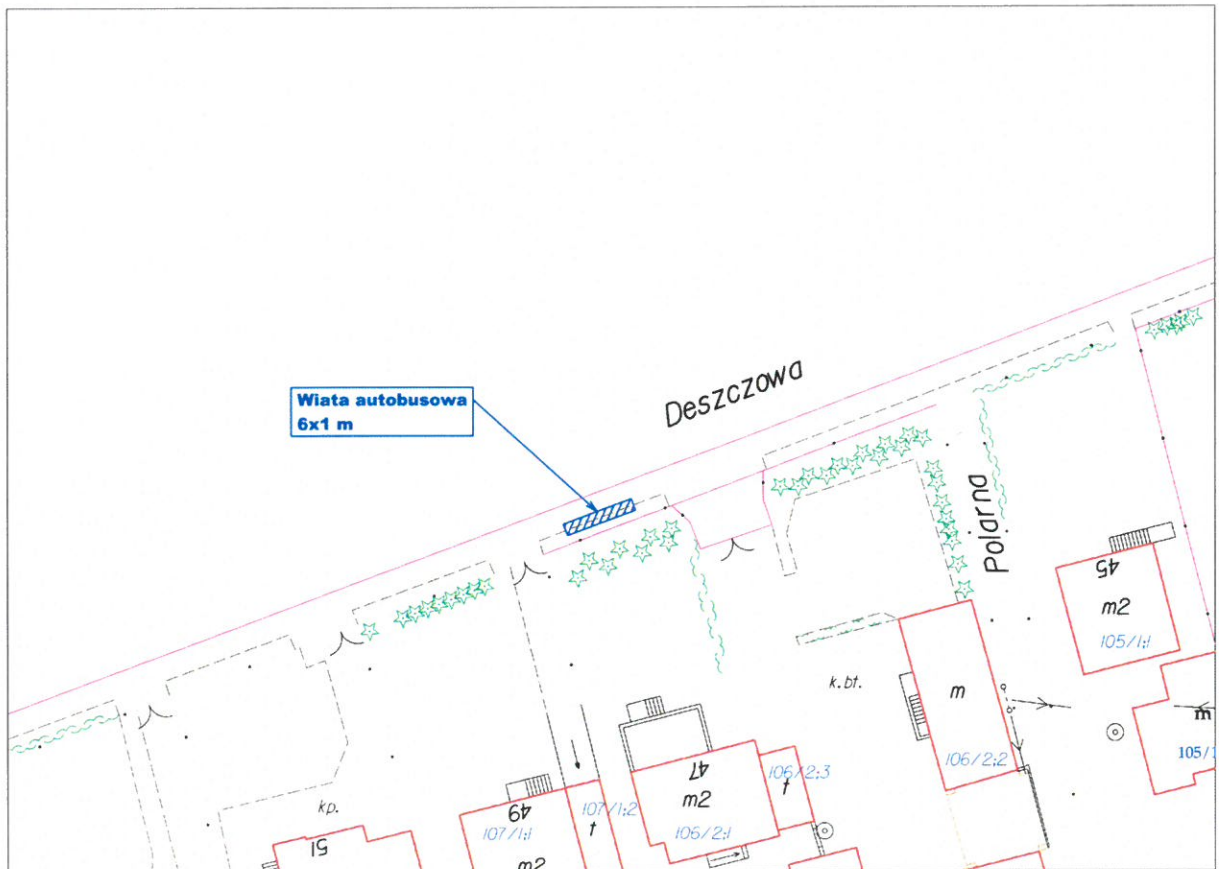 Deszczowa
Wiata autobusowa
6x1 m
Polarna
45
m2
105/1;1
k.bt.
m
m
105/1
106/2;2
47
m2
106/2;1
106/2;3
t
kp.
49
107/1;1
m2
107/1;2
t
51